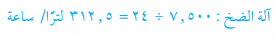 آلة الضخ: ٧,٥٠٠ ÷ ٢٤ = ٣١٢,٥ لترًا/ ساعة